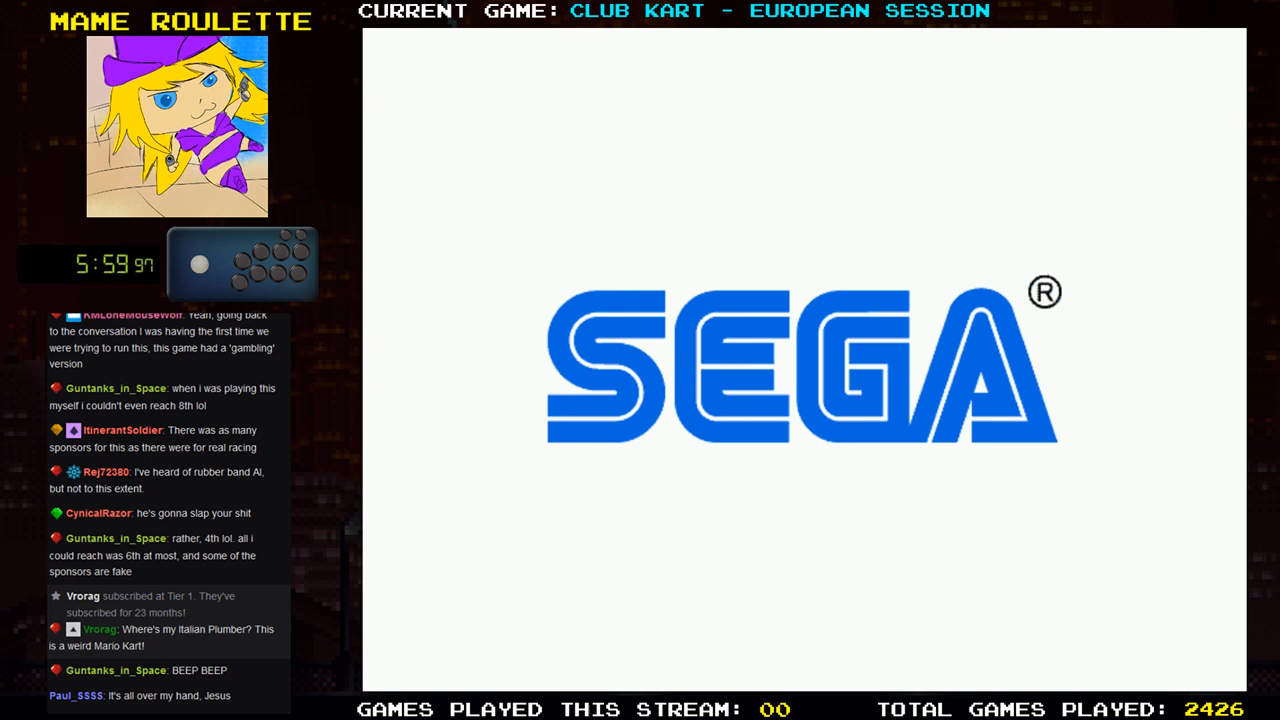 MAME ROULETTE
CURRENT GAME: CLUB KART - EUROPEAN SESSION
SEGA®
5:59 97
KMLoneMouseWolf: Yeah, going back
to the conversation I was having the first time we
were trying to run this, this game had a 'gambling'
version
Guntanks_in_Space: when i was playing this
myself i couldn't even reach 8th lol
ItinerantSoldier: There was as many
sponsors for this as there were for real racing
Rej72380: I've heard of rubber band AI,
but not to this extent.
CynicalRazor: he's gonna slap your shit
Guntanks_in_Space: rather, 4th lol. all i
could reach was 6th at most, and some of the
sponsors are fake
Vrorag subscribed at Tier 1. They've
subscribed for 23 months!
Vrorag: Where's my Italian Plumber? This
is a weird Mario Kart!
Guntanks_in_Space: BEEP BEEP
Paul_SSSS: It's all over my hand, Jesus
GAMES PLAYED THIS STREAM: 00
TOTAL GAMES PLAYED: 2426